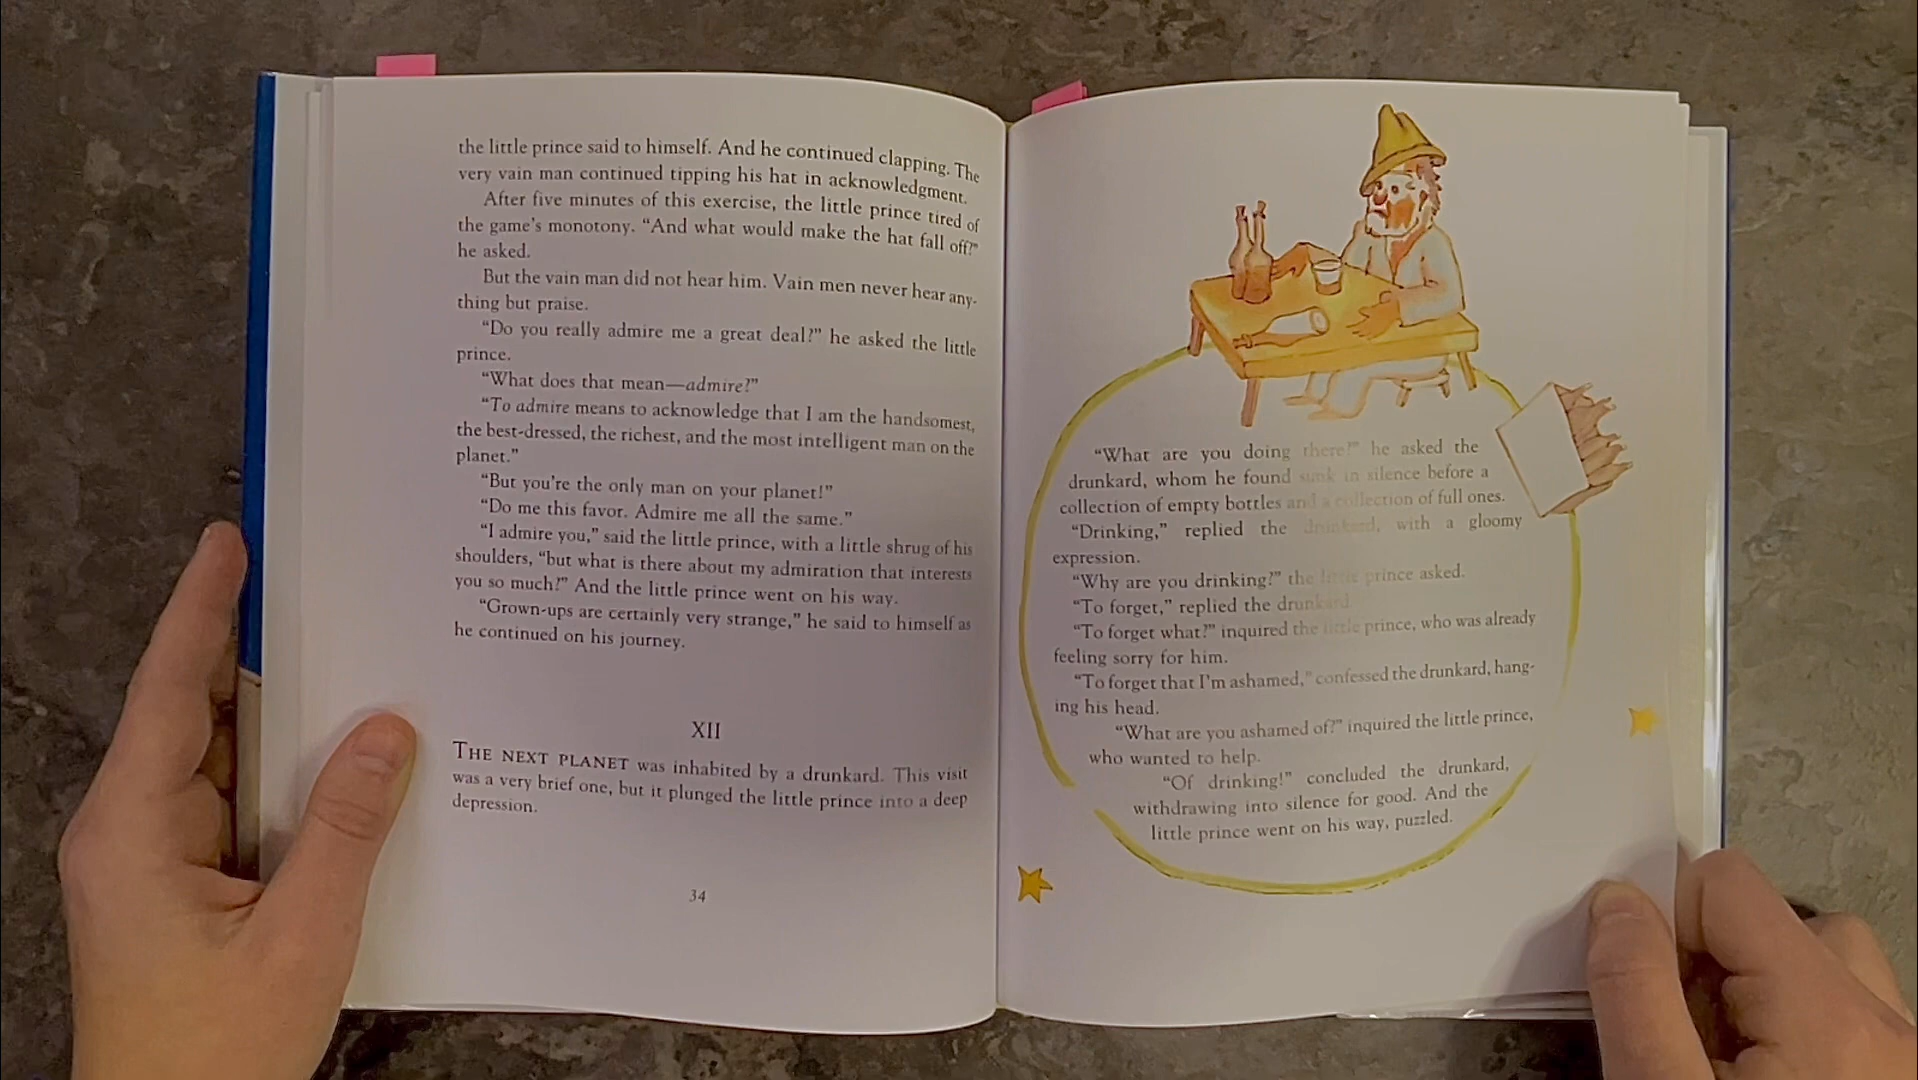 the little prince said to himself. And he continued clapping. The
very vain man continued tipping his hat in acknowledgment.
After five minutes of this exercise, the little prince tired of
the game's monotony. “And what would make the hat fall off?”
he asked.
But the vain man did not hear him. Vain men never hear any-
thing but praise.
“Do you really admire me a great deal?” he asked the little
prince.
“What does that mean—admire?”
“To admire means to acknowledge that I am the handsomest,
the best-dressed, the richest, and the most intelligent man on the
planet.”
“But you're the only man on your planet!”
“Do me this favor. Admire me all the same.”
“I admire you,” said the little prince, with a little shrug of his
shoulders, “but what is there about my admiration that interests
you so much?” And the little prince went on his way.
“Grown-ups are certainly very strange,” he said to himself as
he continued on his journey.
XII
THE NEXT PLANET was inhabited by a drunkard. This visit
was a very brief one, but it plunged the little prince into a deep
depression.
34
“What are you doing there?” he asked the
drunkard, whom he found sunk in silence before a
collection of empty bottles and a collection of full ones.
“Drinking,” replied the drunkard, with a gloomy
expression.
“Why are you drinking?” the little prince asked.
“To forget,” replied the drunkard.
“To forget what?” inquired the little prince, who was already
feeling sorry for him.
“To forget that I'm ashamed,” confessed the drunkard, hang-
ing his head.
“What are you ashamed of?” inquired the little prince,
who wanted to help.
“Of drinking!” concluded the drunkard,
withdrawing into silence for good. And the
little prince went on his way, puzzled.